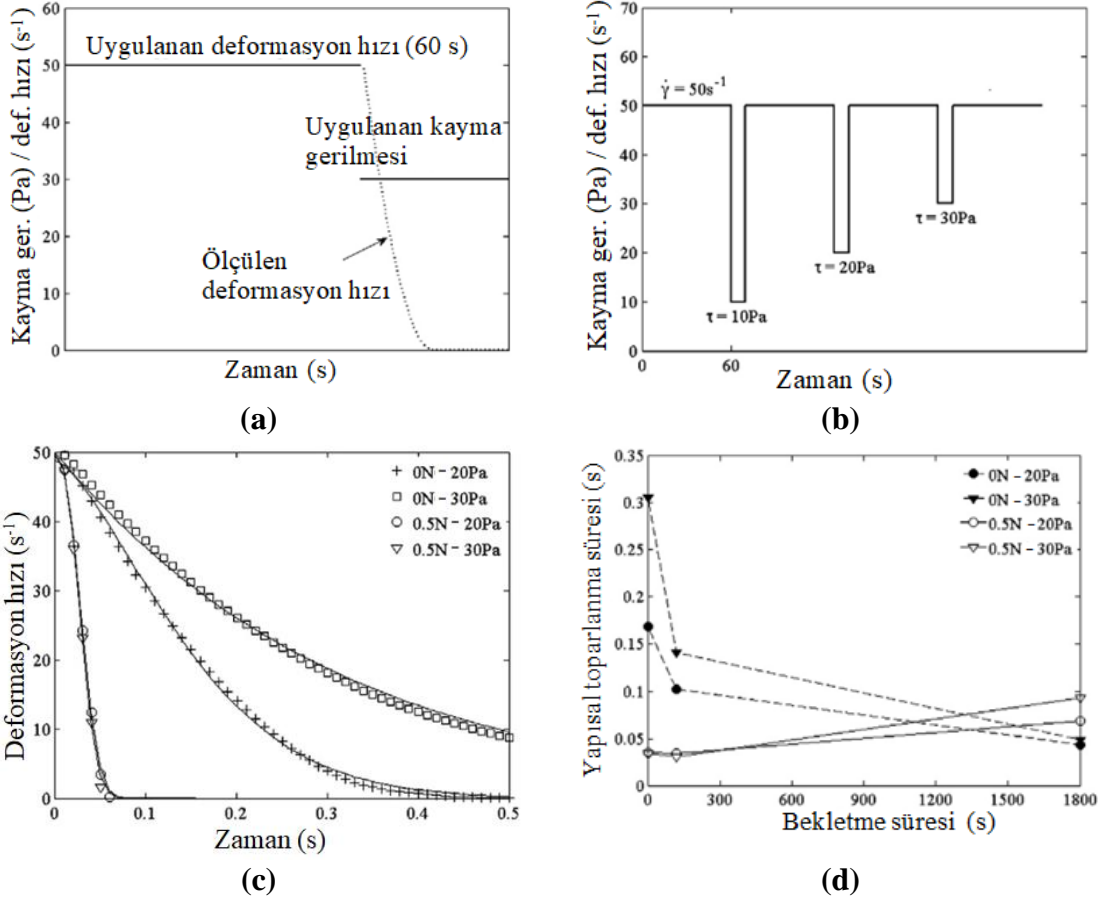 Kayma ger. (Pa) / def. hızı (s⁻¹)
60
50
40
30
20
10
0
Uygulanan deformasyon hızı (60 s)
Uygulanan kayma
gerilmesi
Ölçülen
deformasyon hızı
Zaman (s)
(a)
Kayma ger. (Pa) / def. hızı (s⁻¹)
70
60
50
40
30
20
10
0
γ̇ = 50s⁻¹
τ = 10Pa
τ = 20Pa
τ = 30Pa
0
60
Zaman (s)
(b)
Deformasyon hızı (s⁻¹)
50
40
30
20
10
0
0N – 20Pa
0N – 30Pa
0.5N – 20Pa
0.5N – 30Pa
0 0.1 0.2 0.3 0.4 0.5
Zaman (s)
(c)
Yapısal toparlanma süresi (s)
0.35
0.3
0.25
0.2
0.15
0.1
0.05
0
0N – 20Pa
0N – 30Pa
0.5N – 20Pa
0.5N – 30Pa
0 300 600 900 1200 1500 1800
Bekletme süresi (s)
(d)